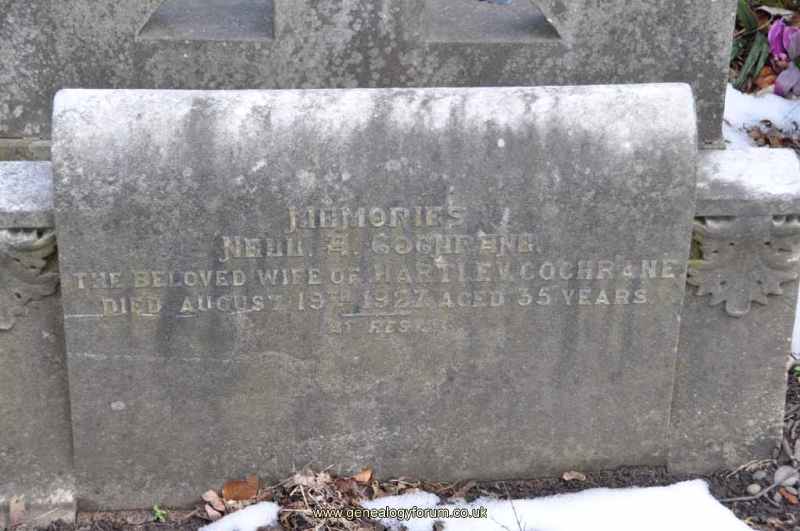 MEMORIES
NELL. A. COCHRANE.
THE BELOVED WIFE OF HARTLEY COCHRANE.
DIED AUGUST 19TH 1927 AGED 35 YEARS.
AT REST.
www.genealogyforum.co.uk